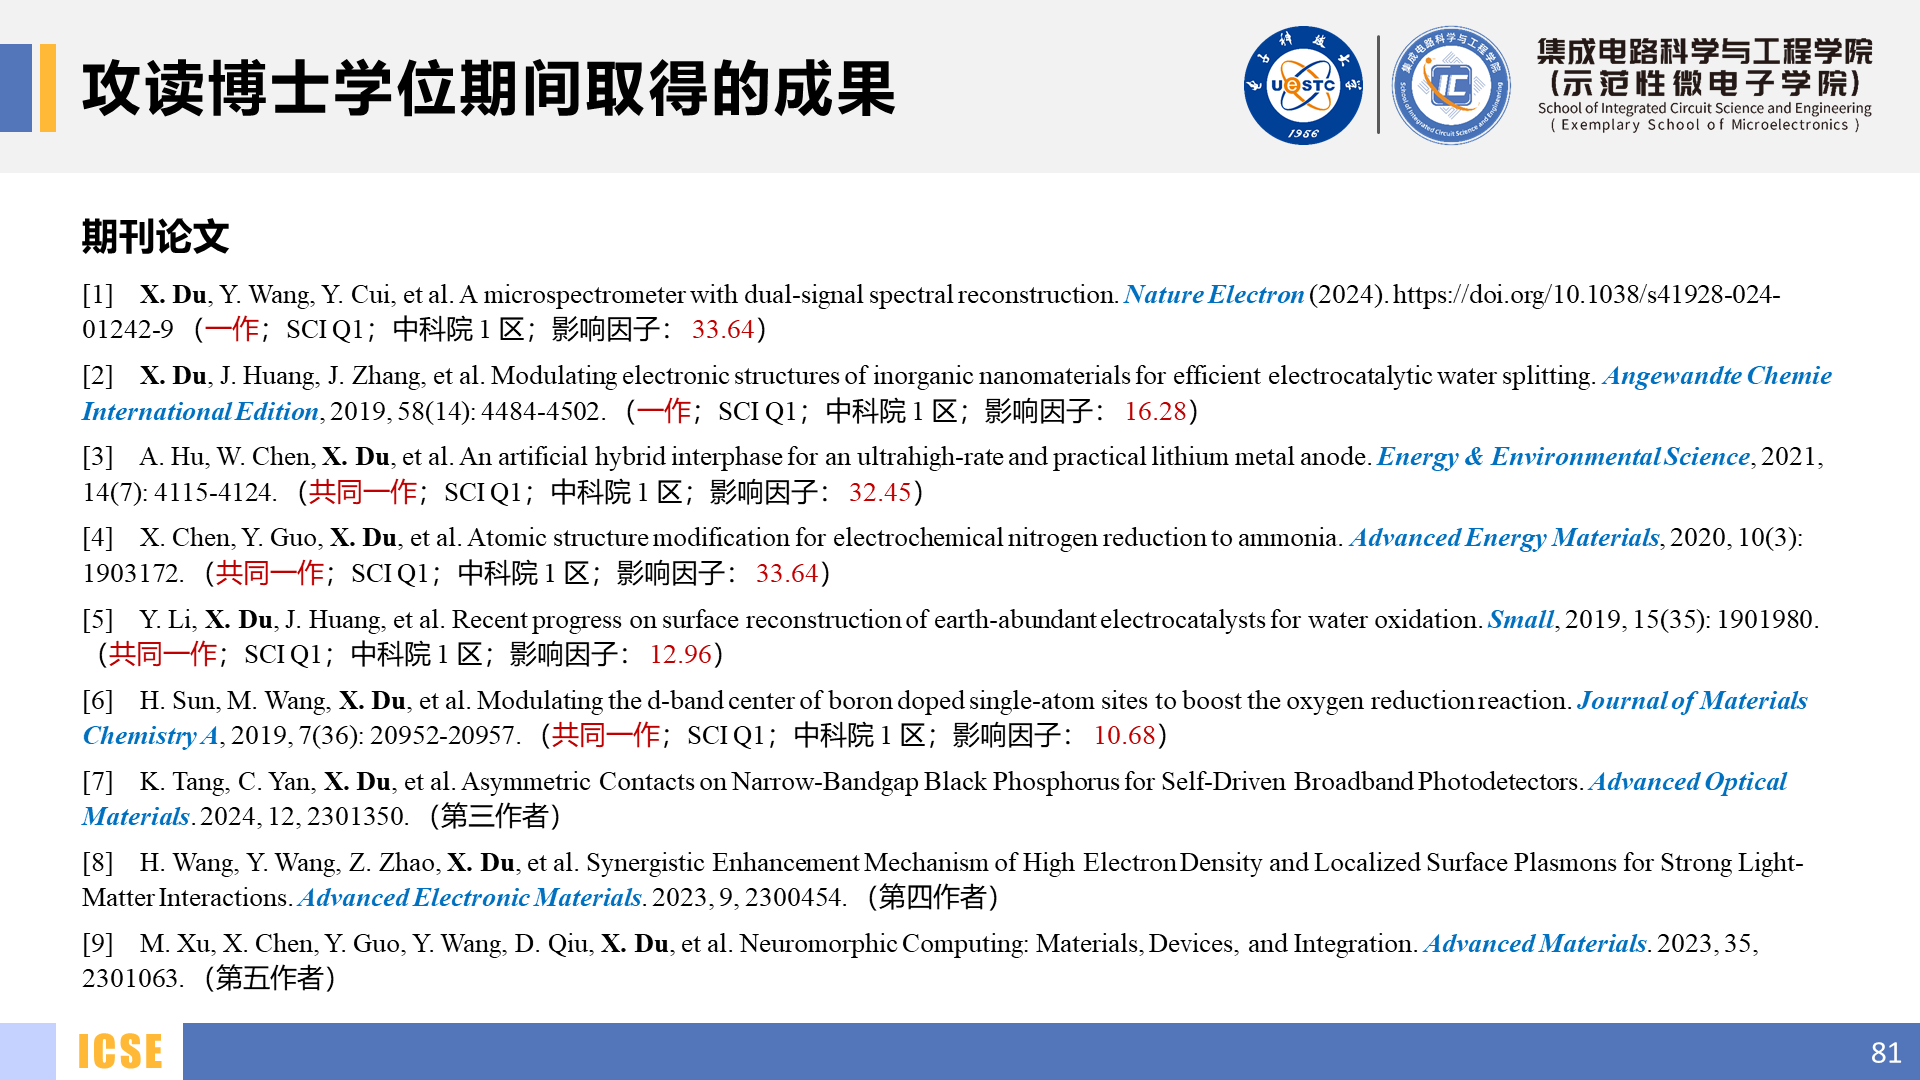 攻读博士学位期间取得的成果
电子科技大学
UeSTC
1956
集成电路科学与工程学院
IC
School of Integrated Circuit Science and Engineering
集成电路科学与工程学院
(示范性微电子学院)
School of Integrated Circuit Science and Engineering
( Exemplary School of Microelectronics )
期刊论文
[1] X. Du, Y. Wang, Y. Cui, et al. A microspectrometer with dual-signal spectral reconstruction. Nature Electron (2024). https://doi.org/10.1038/s41928-024-
01242-9（一作；SCI Q1；中科院 1 区；影响因子： 33.64）
[2] X. Du, J. Huang, J. Zhang, et al. Modulating electronic structures of inorganic nanomaterials for efficient electrocatalytic water splitting. Angewandte Chemie
International Edition, 2019, 58(14): 4484-4502.（一作；SCI Q1；中科院 1 区；影响因子： 16.28）
[3] A. Hu, W. Chen, X. Du, et al. An artificial hybrid interphase for an ultrahigh-rate and practical lithium metal anode. Energy & Environmental Science, 2021,
14(7): 4115-4124.（共同一作；SCI Q1；中科院 1 区；影响因子： 32.45）
[4] X. Chen, Y. Guo, X. Du, et al. Atomic structure modification for electrochemical nitrogen reduction to ammonia. Advanced Energy Materials, 2020, 10(3):
1903172.（共同一作；SCI Q1；中科院 1 区；影响因子： 33.64）
[5] Y. Li, X. Du, J. Huang, et al. Recent progress on surface reconstruction of earth-abundant electrocatalysts for water oxidation. Small, 2019, 15(35): 1901980.
（共同一作；SCI Q1；中科院 1 区；影响因子： 12.96）
[6] H. Sun, M. Wang, X. Du, et al. Modulating the d-band center of boron doped single-atom sites to boost the oxygen reduction reaction. Journal of Materials
Chemistry A, 2019, 7(36): 20952-20957.（共同一作；SCI Q1；中科院 1 区；影响因子： 10.68）
[7] K. Tang, C. Yan, X. Du, et al. Asymmetric Contacts on Narrow-Bandgap Black Phosphorus for Self-Driven Broadband Photodetectors. Advanced Optical
Materials. 2024, 12, 2301350.（第三作者）
[8] H. Wang, Y. Wang, Z. Zhao, X. Du, et al. Synergistic Enhancement Mechanism of High Electron Density and Localized Surface Plasmons for Strong Light-
Matter Interactions. Advanced Electronic Materials. 2023, 9, 2300454.（第四作者）
[9] M. Xu, X. Chen, Y. Guo, Y. Wang, D. Qiu, X. Du, et al. Neuromorphic Computing: Materials, Devices, and Integration. Advanced Materials. 2023, 35,
2301063.（第五作者）
ICSE
81